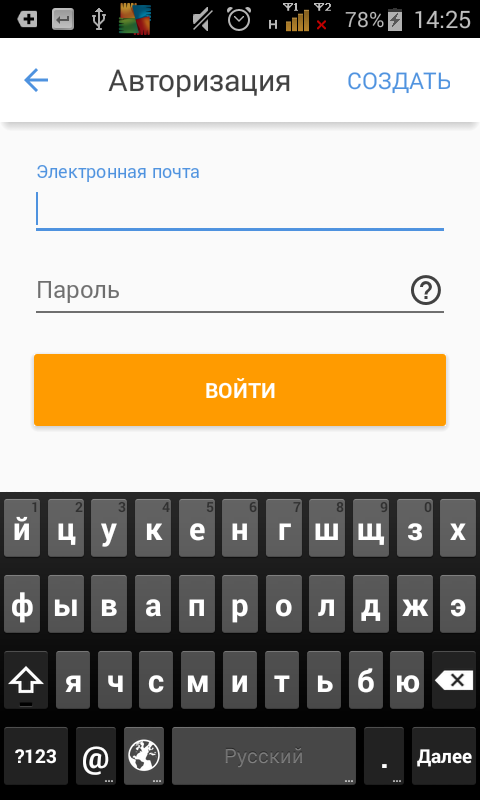 H 1 2 78% 14:25
Авторизация СОЗДАТЬ
Электронная почта
Пароль ?
ВОЙТИ
1 2 3 4 5 6 7 8 9 0
й ц у к е н г ш щ з х
ф ы в а п р о л д ж э
я ч с м и т ь б ю
?123 @ ... ... Русский ... . ... Далее